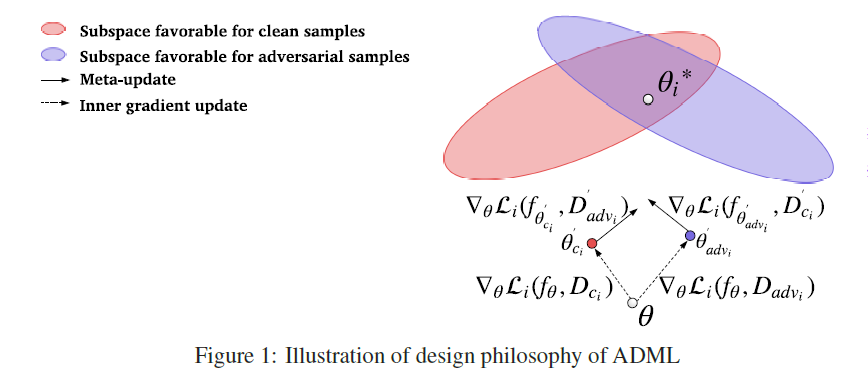 Subspace favorable for clean samples
Subspace favorable for adversarial samples
Meta-update
Inner gradient update
θᵢ*
∇θℒᵢ(f_θ'cᵢ, D'advᵢ) ∇θℒᵢ(f_θ'advᵢ, D'cᵢ)
θ'cᵢ θ'advᵢ
∇θℒᵢ(fθ, Dcᵢ) ∇θℒᵢ(fθ, Dadvᵢ)
θ
Figure 1: Illustration of design philosophy of ADML